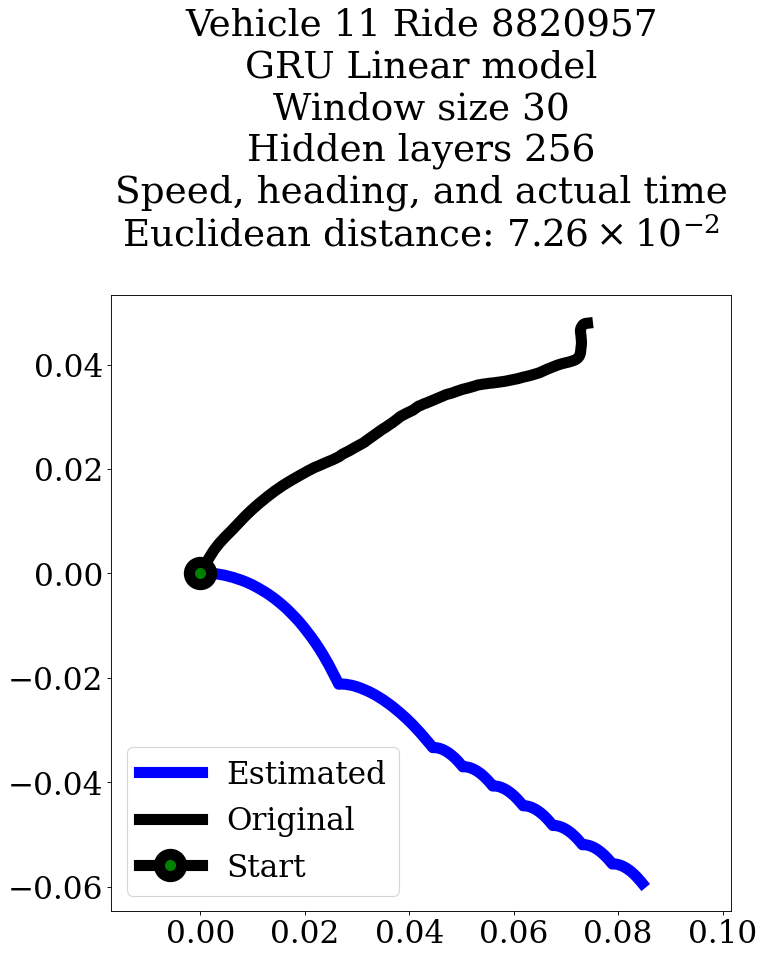 Vehicle 11 Ride 8820957
GRU Linear model
Window size 30
Hidden layers 256
Speed, heading, and actual time
Euclidean distance: 7.26 × 10⁻²
0.04
0.02
0.00
−0.02
−0.04
−0.06
Estimated
Original
Start
0.00 0.02 0.04 0.06 0.08 0.10